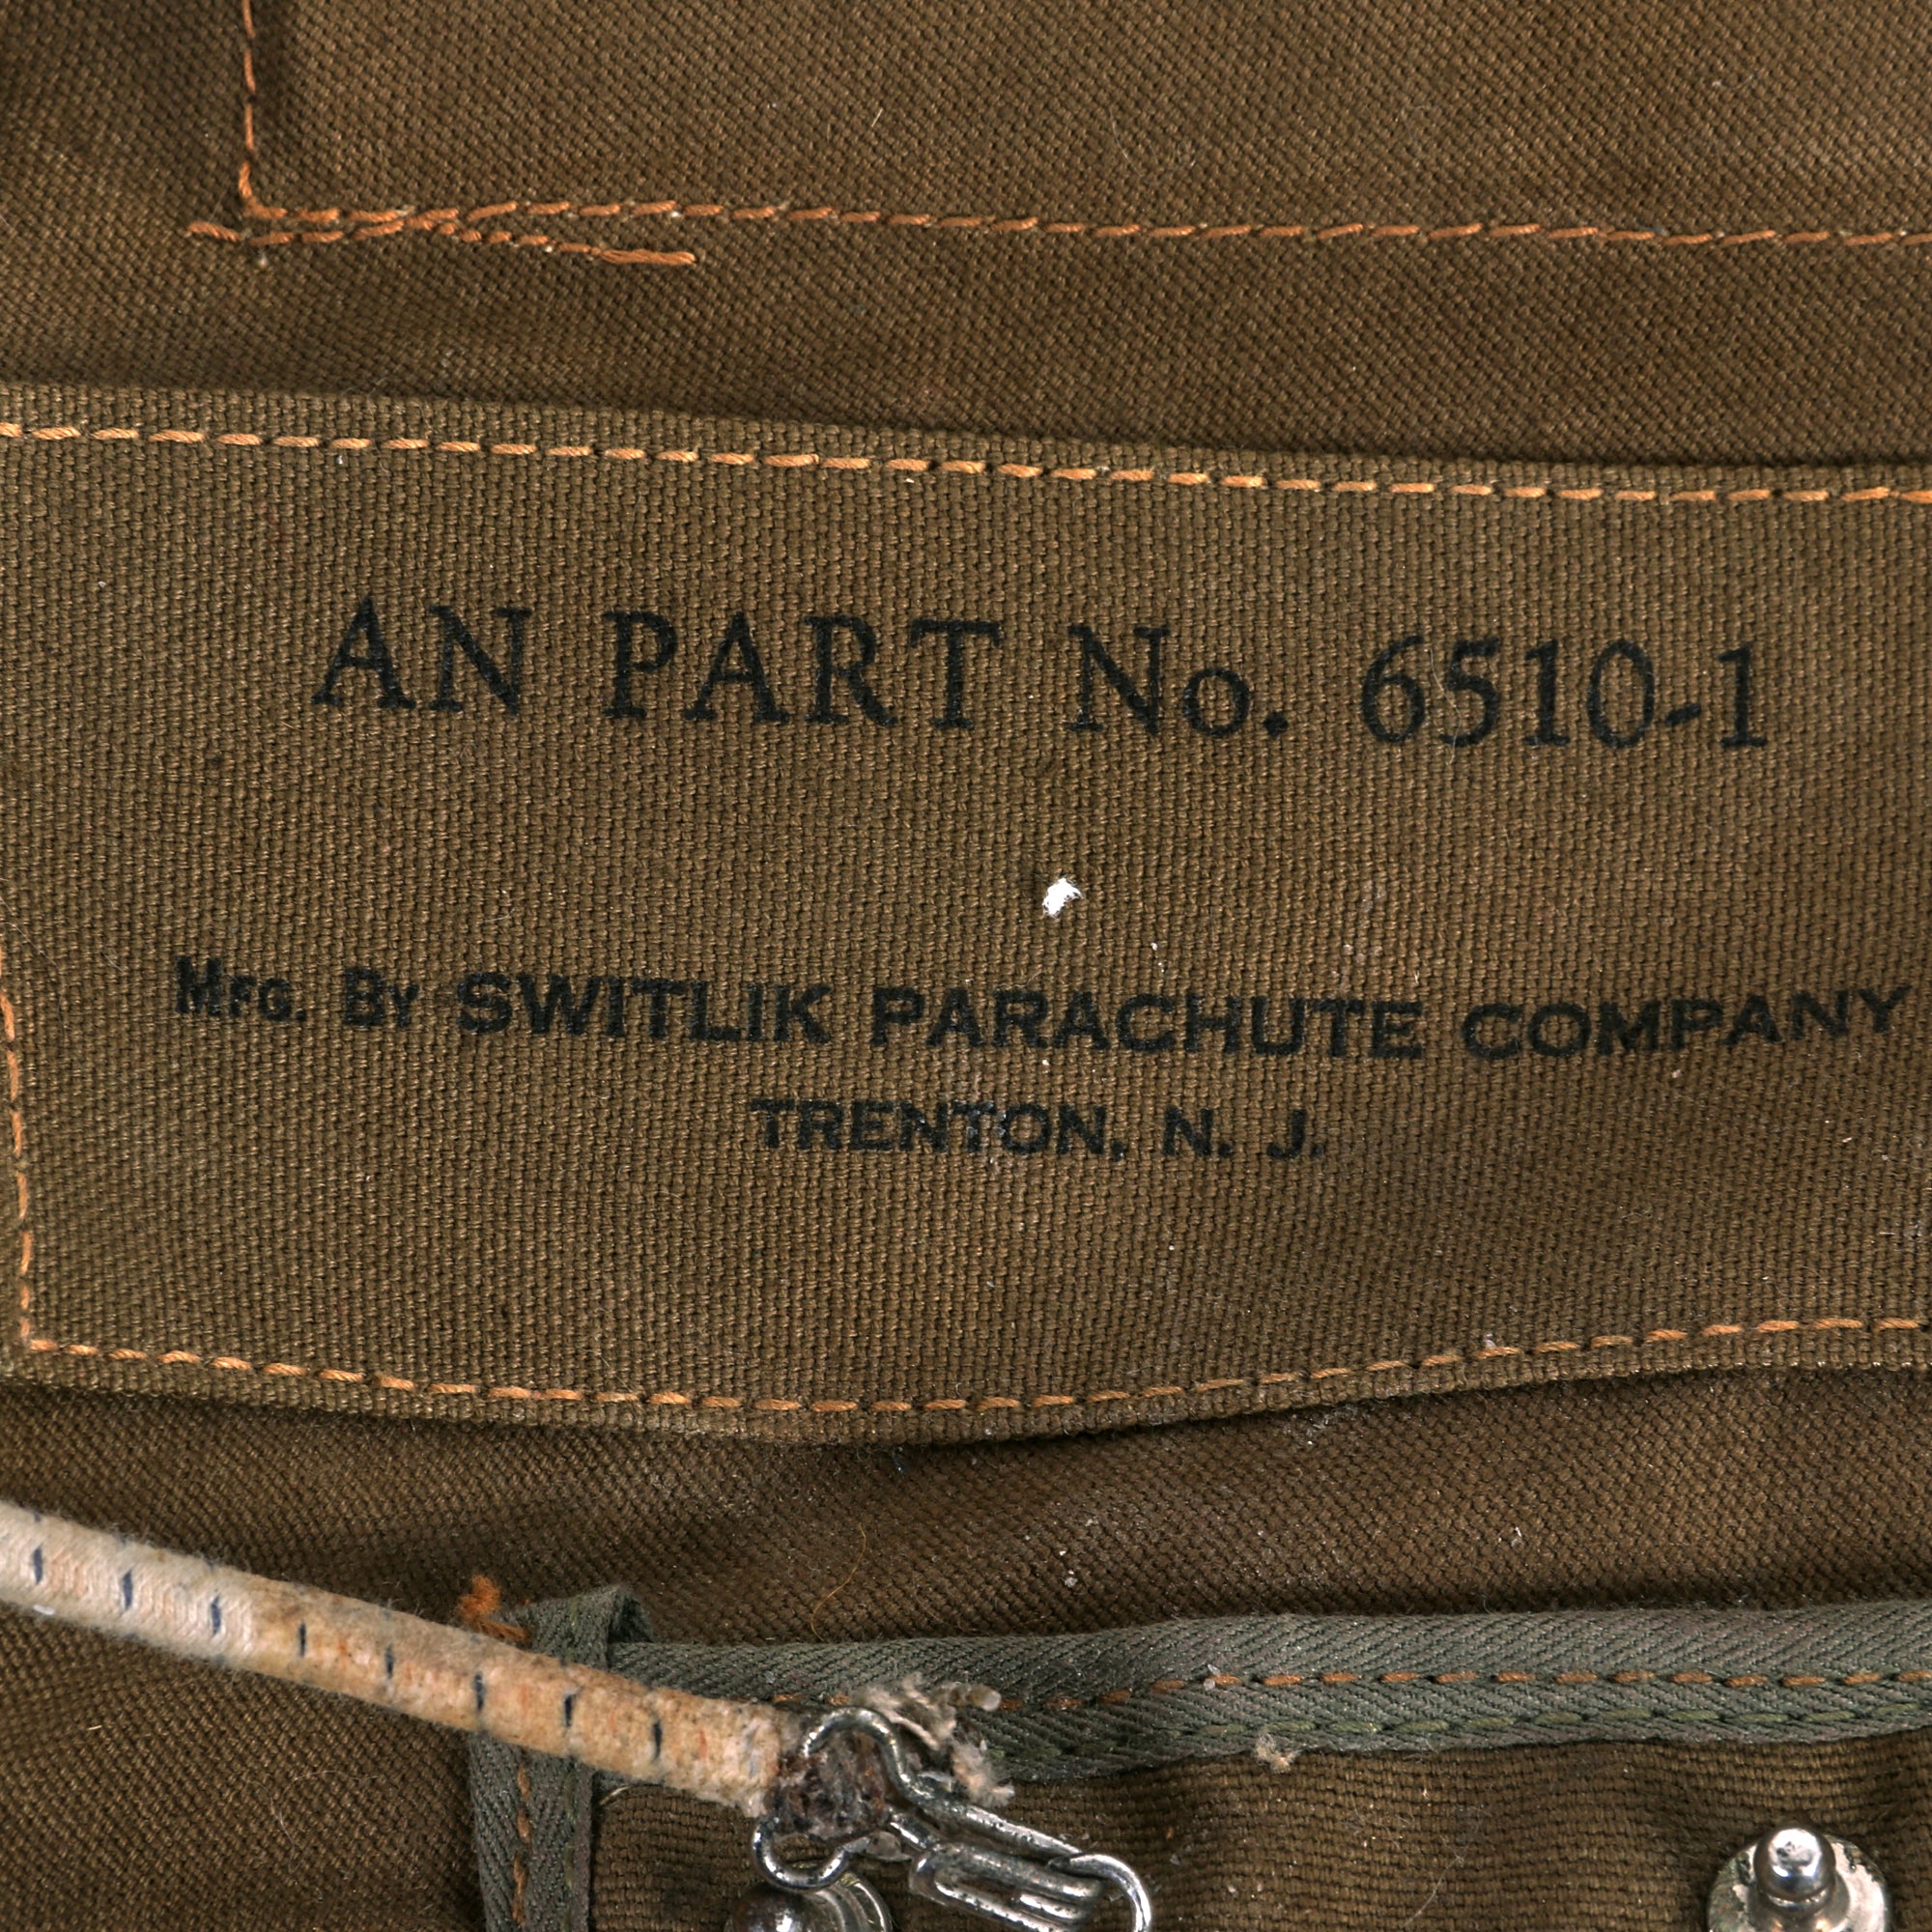 AN PART No. 6510-1
MFG. BY SWITLIK PARACHUTE COMPANY
TRENTON, N. J.